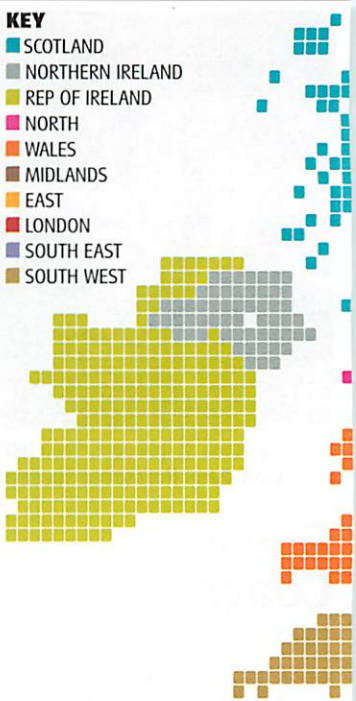 KEY
SCOTLAND
NORTHERN IRELAND
REP OF IRELAND
NORTH
WALES
MIDLANDS
EAST
LONDON
SOUTH EAST
SOUTH WEST